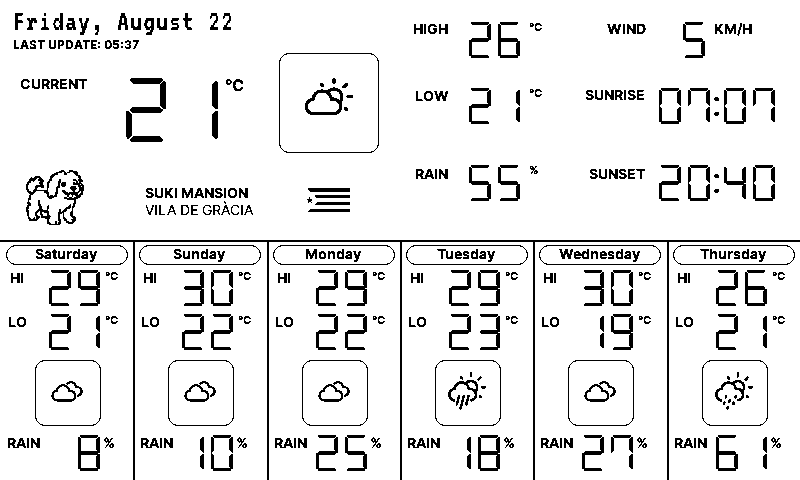 Friday, August 22
LAST UPDATE: 05:37
CURRENT 21 °C
SUKI MANSION
VILA DE GRÀCIA
HIGH 26 °C
LOW 21 °C
RAIN 55 %
WIND 5 KM/H
SUNRISE 07:07
SUNSET 20:40
Saturday
HI 29 °C
LO 21 °C
RAIN 8 %
Sunday
HI 30 °C
LO 22 °C
RAIN 10 %
Monday
HI 29 °C
LO 22 °C
RAIN 25 %
Tuesday
HI 29 °C
LO 23 °C
RAIN 18 %
Wednesday
HI 30 °C
LO 19 °C
RAIN 27 %
Thursday
HI 26 °C
LO 21 °C
RAIN 61 %